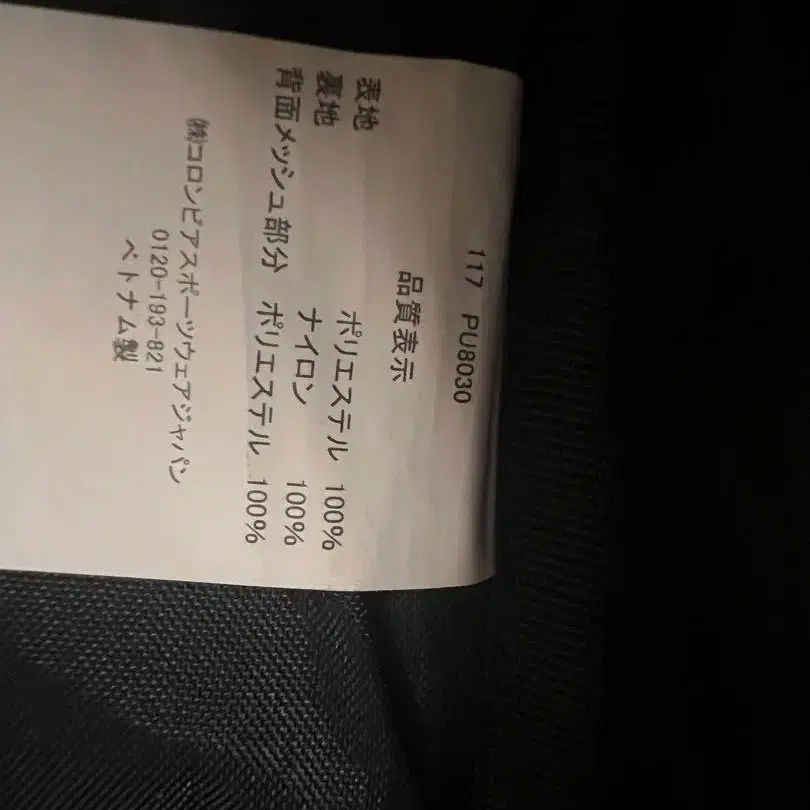 117 PU8030
品質表示
表地 ポリエステル 100%
裏地 ナイロン 100%
背面メッシュ部分 ポリエステル 100%
㈱コロンビアスポーツウェアジャパン
0120-193-821
ベトナム製